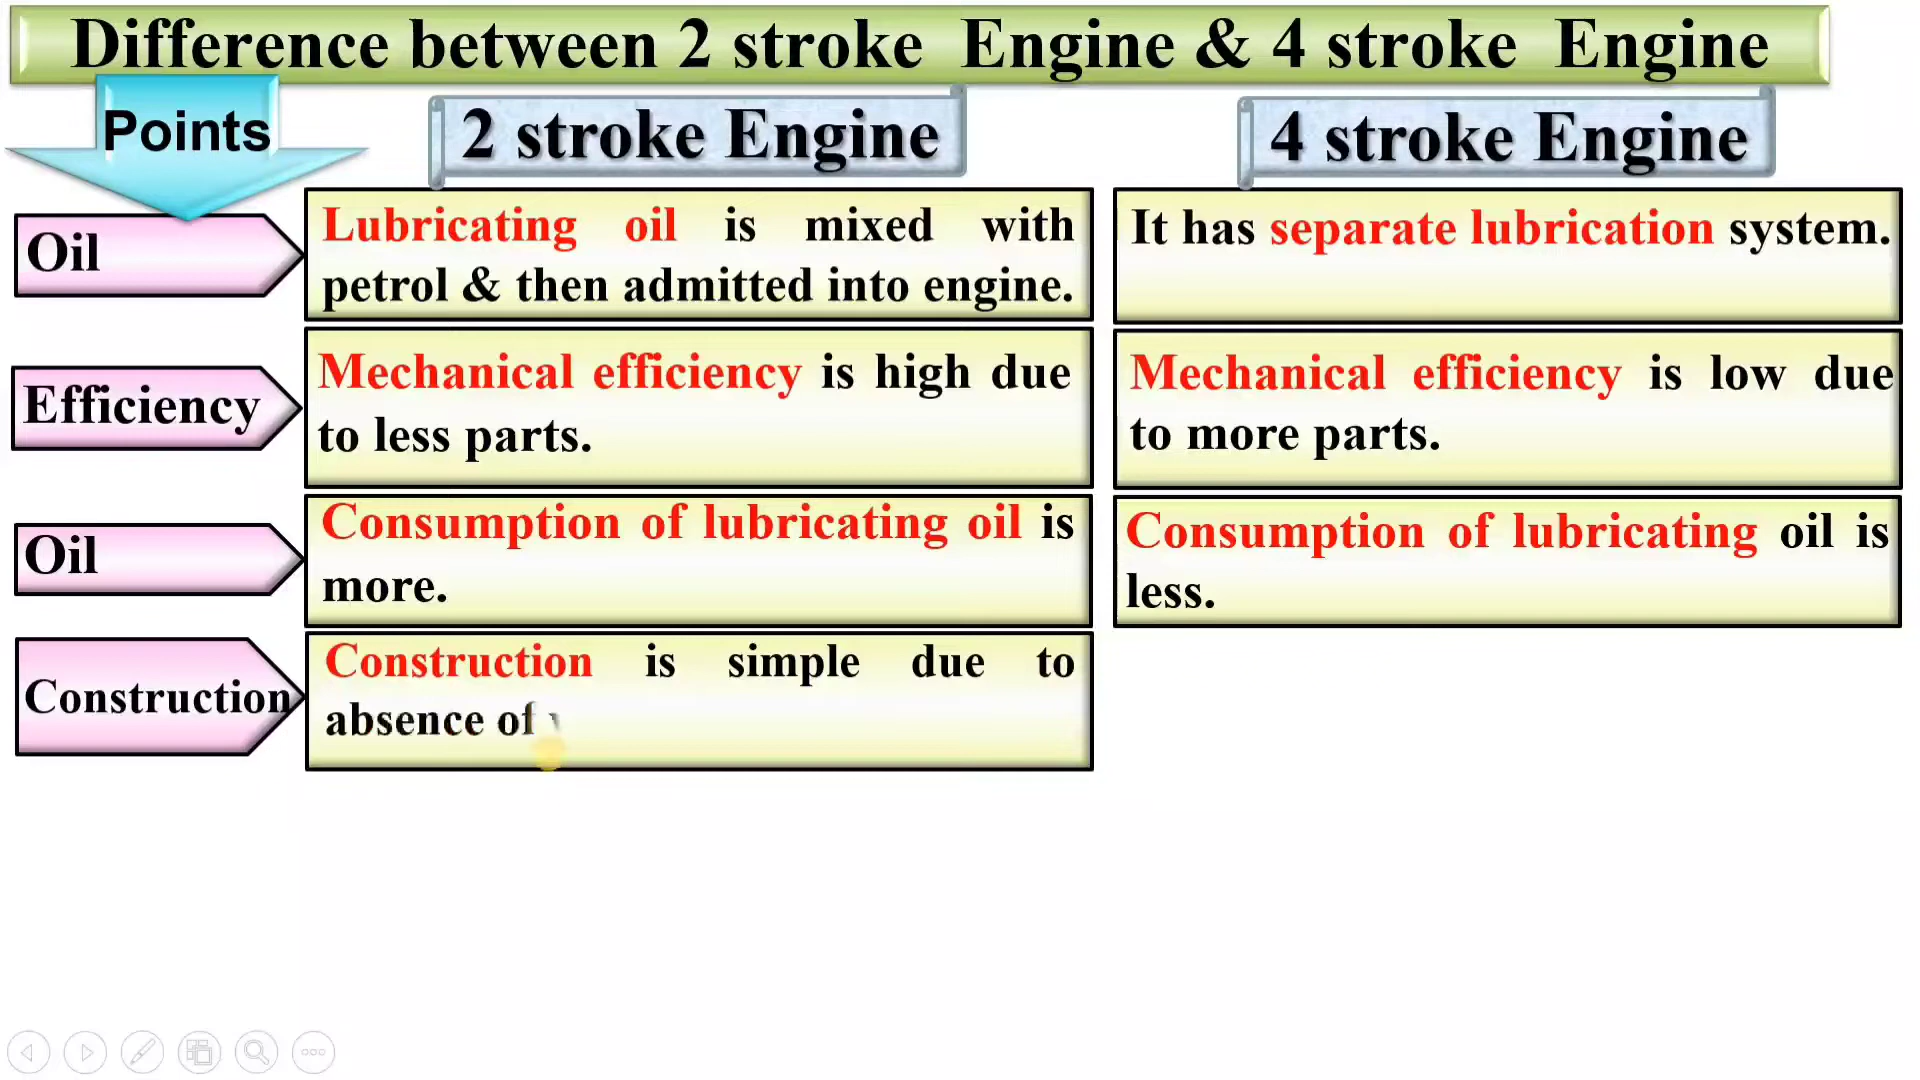 Difference between 2 stroke Engine & 4 stroke Engine
Points
2 stroke Engine
4 stroke Engine
Oil
Lubricating oil is mixed with
petrol & then admitted into engine.
It has separate lubrication system.
Efficiency
Mechanical efficiency is high due
to less parts.
Mechanical efficiency is low due
to more parts.
Oil
Consumption of lubricating oil is
more.
Consumption of lubricating oil is
less.
Construction
Construction is simple due to
absence of